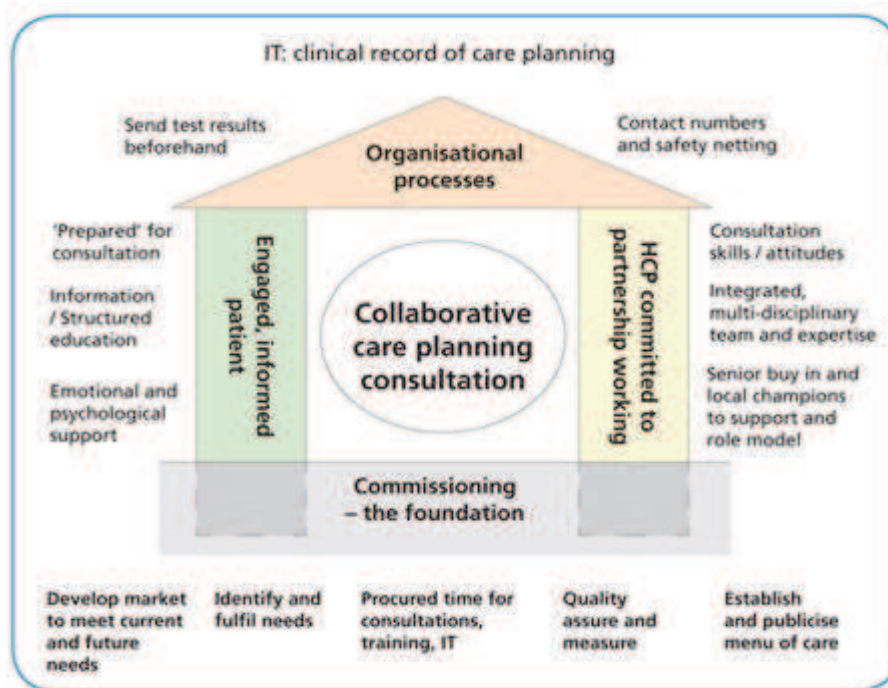 IT: clinical record of care planning
Send test results
beforehand
Contact numbers
and safety netting
Organisational
processes
'Prepared' for
consultation
Information
/ Structured
education
Emotional and
psychological
support
Engaged, informed
patient
Collaborative
care planning
consultation
HCP committed to
partnership working
Consultation
skills / attitudes
Integrated,
multi-disciplinary
team and expertise
Senior buy in and
local champions
to support and
role model
Commissioning
– the foundation
Develop market
to meet current
and future
needs
Identify and
fulfil needs
Procured time for
consultations,
training, IT
Quality
assure and
measure
Establish
and publicise
menu of care